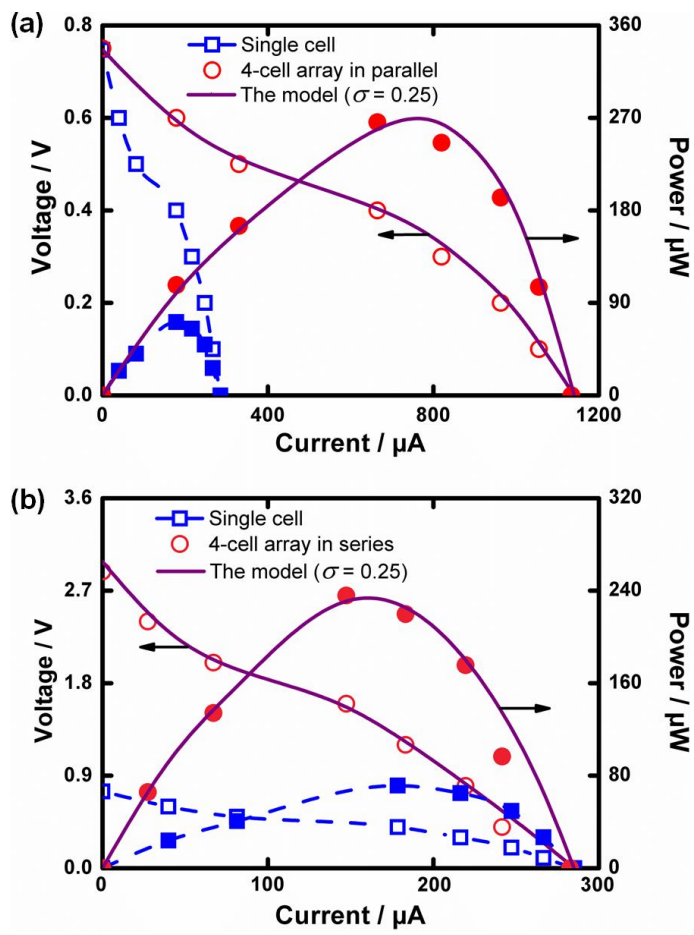 (a)
0.8
0.6
0.4
0.2
0.0
Voltage / V
360
270
180
90
0
Power / µW
Single cell
4-cell array in parallel
The model (σ = 0.25)
0 400 800 1200
Current / µA
(b)
3.6
2.7
1.8
0.9
0.0
Voltage / V
320
240
160
80
0
Power / µW
Single cell
4-cell array in series
The model (σ = 0.25)
0 100 200 300
Current / µA